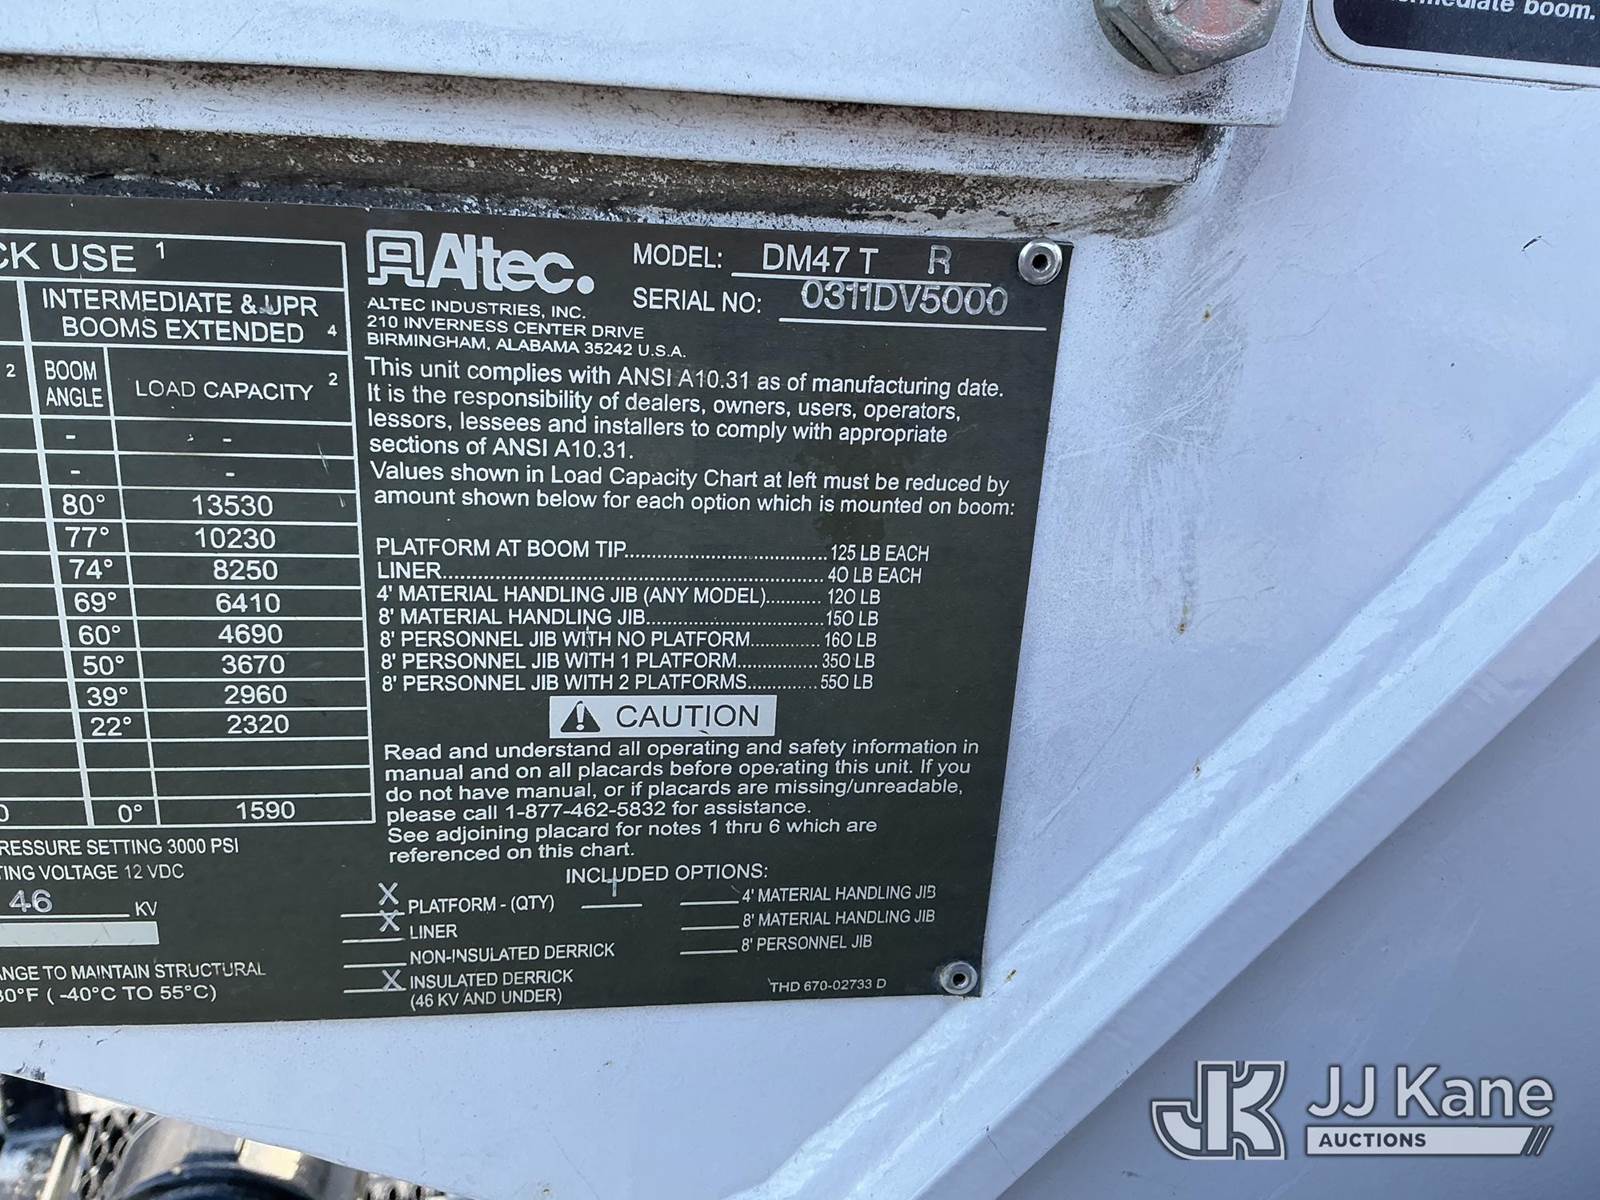 ermediate boom.
CK USE 1
INTERMEDIATE & UPR
BOOMS EXTENDED 4
2 BOOM ANGLE LOAD CAPACITY 2
- -
- -
80° 13530
77° 10230
74° 8250
69° 6410
60° 4690
50° 3670
39° 2960
22° 2320
0 0° 1590
RESSURE SETTING 3000 PSI
TING VOLTAGE 12 VDC
46 KV
ANGE TO MAINTAIN STRUCTURAL
30°F ( -40°C TO 55°C)
Altec.
MODEL: DM47 T R
SERIAL NO: 0311DV5000
ALTEC INDUSTRIES, INC.
210 INVERNESS CENTER DRIVE
BIRMINGHAM, ALABAMA 35242 U.S.A.
This unit complies with ANSI A10.31 as of manufacturing date.
It is the responsibility of dealers, owners, users, operators,
lessors, lessees and installers to comply with appropriate
sections of ANSI A10.31.
Values shown in Load Capacity Chart at left must be reduced by
amount shown below for each option which is mounted on boom:
PLATFORM AT BOOM TIP....................................125 LB EACH
LINER.................................................................... 40 LB EACH
4' MATERIAL HANDLING JIB (ANY MODEL)........... 120 LB
8' MATERIAL HANDLING JIB................................150 LB
8' PERSONNEL JIB WITH NO PLATFORM............. 160 LB
8' PERSONNEL JIB WITH 1 PLATFORM............... 350 LB
8' PERSONNEL JIB WITH 2 PLATFORMS............. 550 LB
CAUTION
Read and understand all operating and safety information in
manual and on all placards before operating this unit. If you
do not have manual, or if placards are missing/unreadable,
please call 1-877-462-5832 for assistance.
See adjoining placard for notes 1 thru 6 which are
referenced on this chart.
INCLUDED OPTIONS:
X PLATFORM - (QTY) 1
X LINER
NON-INSULATED DERRICK
X INSULATED DERRICK
(46 KV AND UNDER)
4' MATERIAL HANDLING JIB
8' MATERIAL HANDLING JIB
8' PERSONNEL JIB
THD 670-02733 D
JK JJ Kane
AUCTIONS